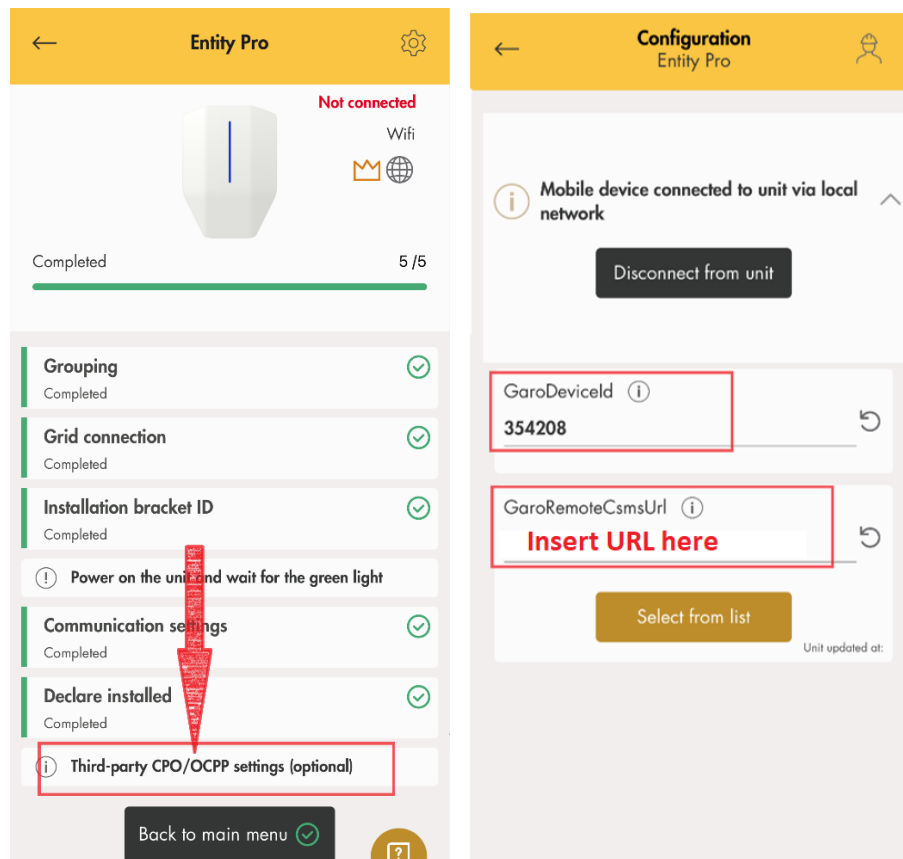 Entity Pro
Not connected
Wifi
Completed
5 /5
Grouping
Completed
Grid connection
Completed
Installation bracket ID
Completed
Power on the unit and wait for the green light
Communication settings
Completed
Declare installed
Completed
Third-party CPO/OCPP settings (optional)
Back to main menu
Configuration
Entity Pro
Mobile device connected to unit via local
network
Disconnect from unit
GaroDeviceId
354208
GaroRemoteCsmsUrl
Insert URL here
Select from list
Unit updated at: